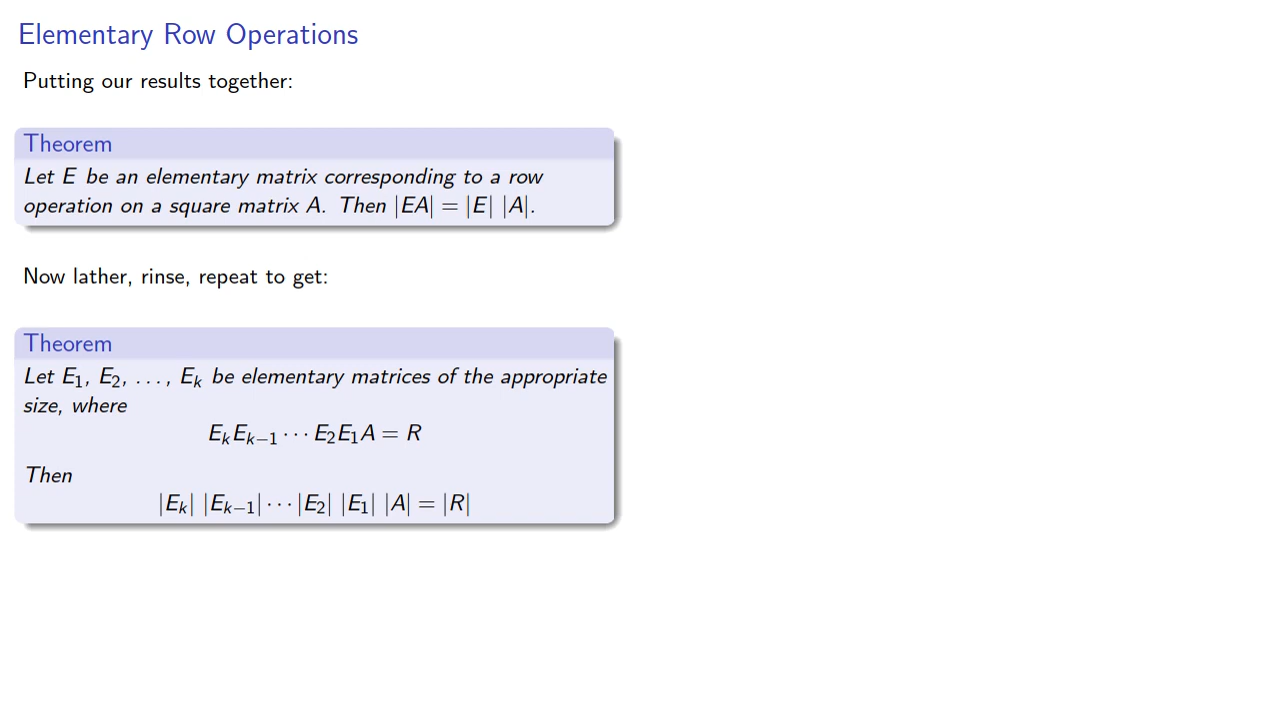 Elementary Row Operations
Putting our results together:
Theorem
Let E be an elementary matrix corresponding to a row
operation on a square matrix A. Then |EA| = |E| |A|.
Now lather, rinse, repeat to get:
Theorem
Let E₁, E₂, . . . , Eₖ be elementary matrices of the appropriate
size, where
EₖEₖ₋₁ · · · E₂E₁A = R
Then
|Eₖ| |Eₖ₋₁| · · · |E₂| |E₁| |A| = |R|